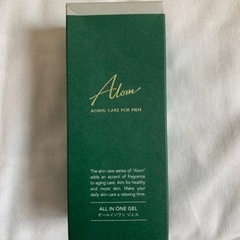 Alom
AGING CARE FOR MEN
The skin care series of "Alom"
adds an accent of fragrance
to aging care. Aim for healthy
and moist skin. Make your
daily skin care a relaxing time.
ALL IN ONE GEL
オールインワン ジェル